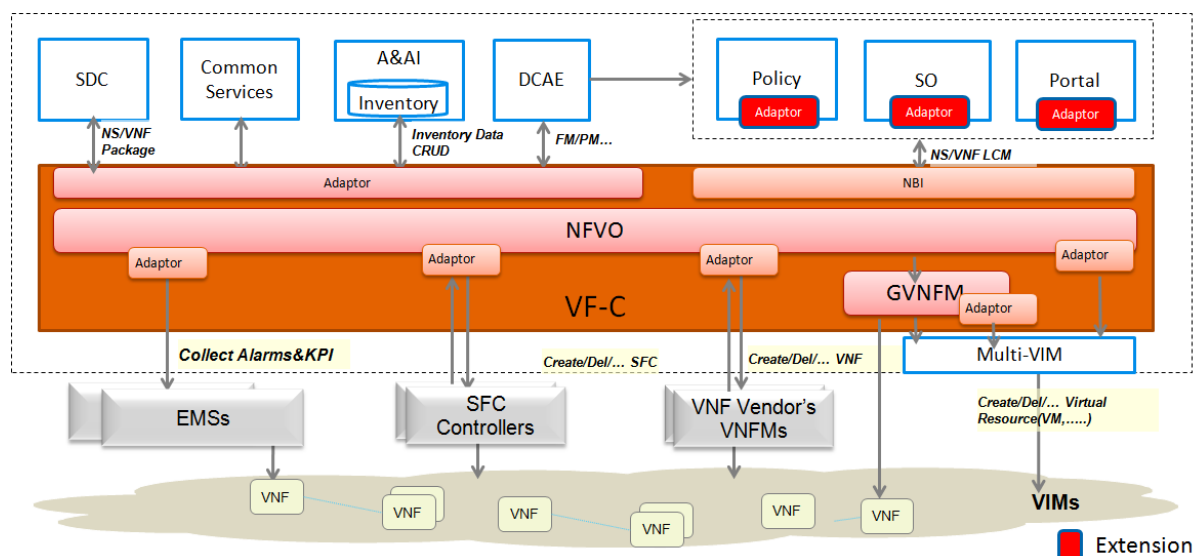 SDC
Common
Services
A&AI
Inventory
DCAE
Policy
Adaptor
SO
Adaptor
Portal
Adaptor
NS/VNF
Package
Inventory Data
CRUD
FM/PM...
NS/VNF LCM
Adaptor
NBI
NFVO
Adaptor
Adaptor
Adaptor
Adaptor
GVNFM
Adaptor
VF-C
Multi-VIM
Collect Alarms&KPI
Create/Del/... SFC
Create/Del/... VNF
EMSs
SFC
Controllers
VNF Vendor's
VNFMs
Create/Del/... Virtual
Resource(VM,.....)
VNF
VNF
VNF
VNF
VNF
VNF
VIMs
Extension